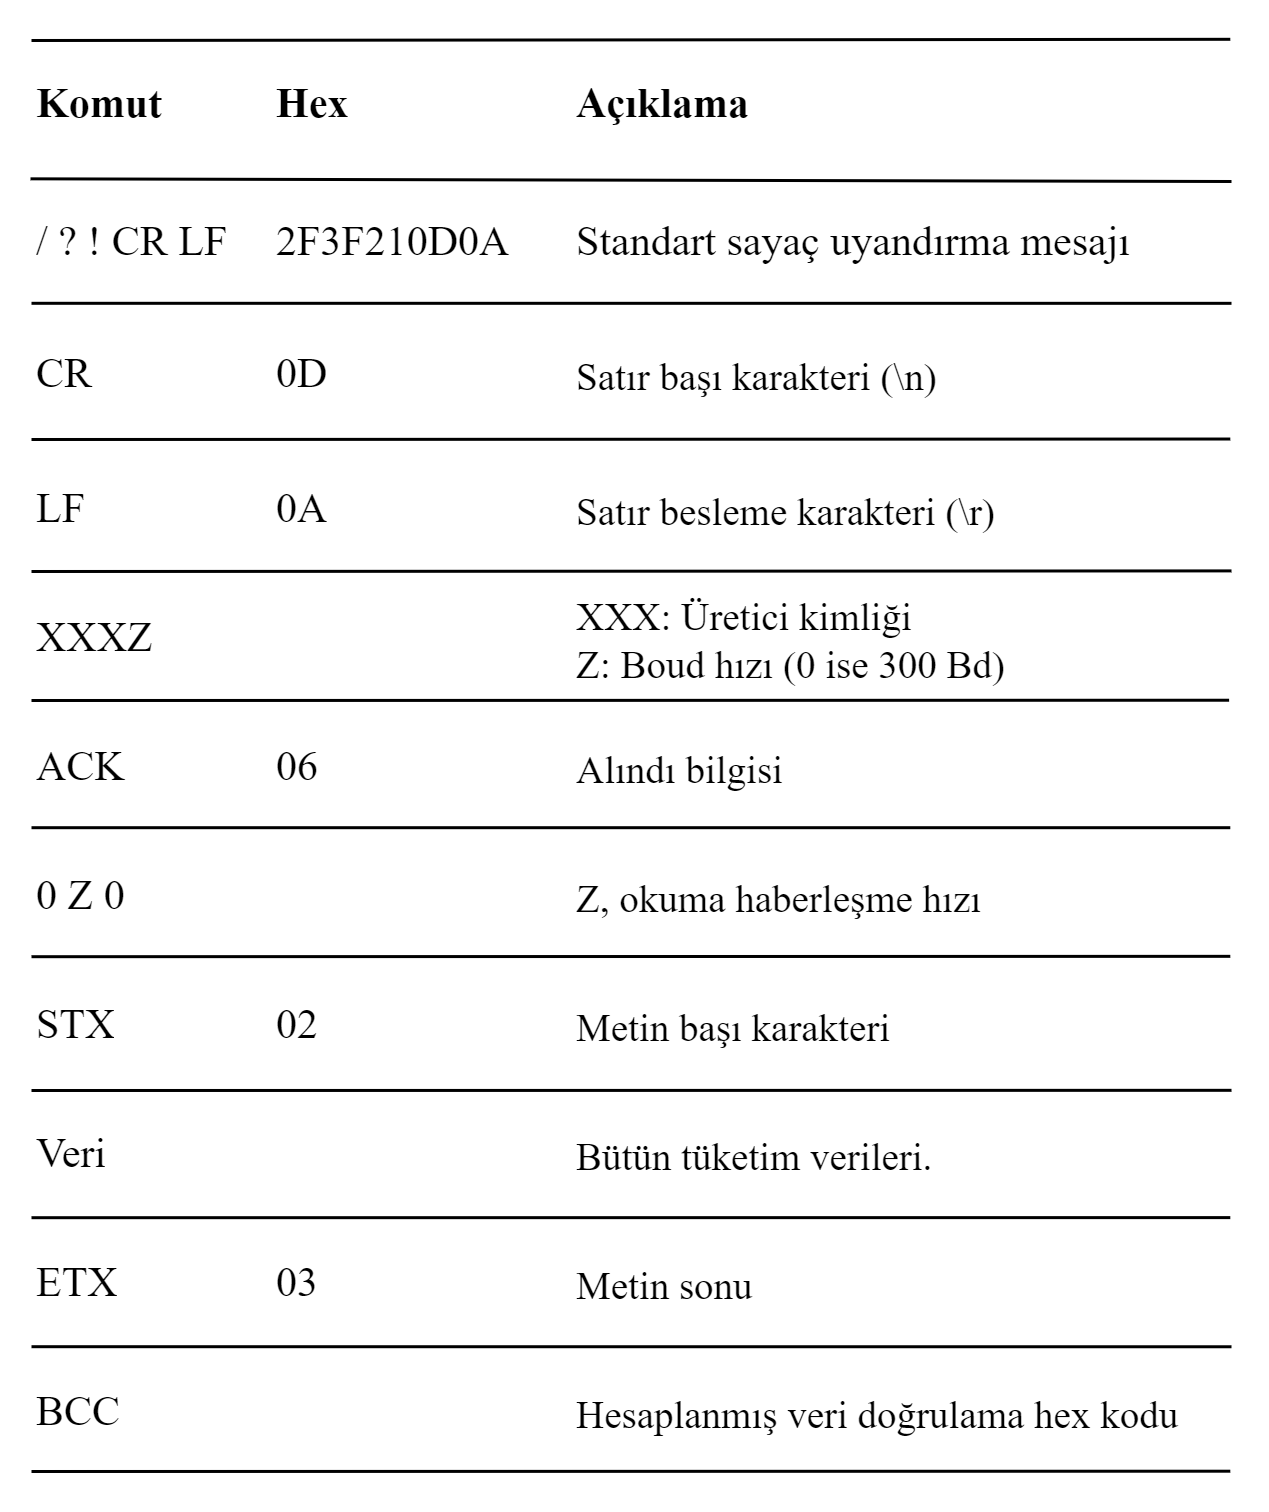 Komut Hex Açıklama
/ ? ! CR LF 2F3F210D0A Standart sayaç uyandırma mesajı
CR 0D Satır başı karakteri (\n)
LF 0A Satır besleme karakteri (\r)
XXXZ XXX: Üretici kimliği
Z: Boud hızı (0 ise 300 Bd)
ACK 06 Alındı bilgisi
0 Z 0 Z, okuma haberleşme hızı
STX 02 Metin başı karakteri
Veri Bütün tüketim verileri.
ETX 03 Metin sonu
BCC Hesaplanmış veri doğrulama hex kodu